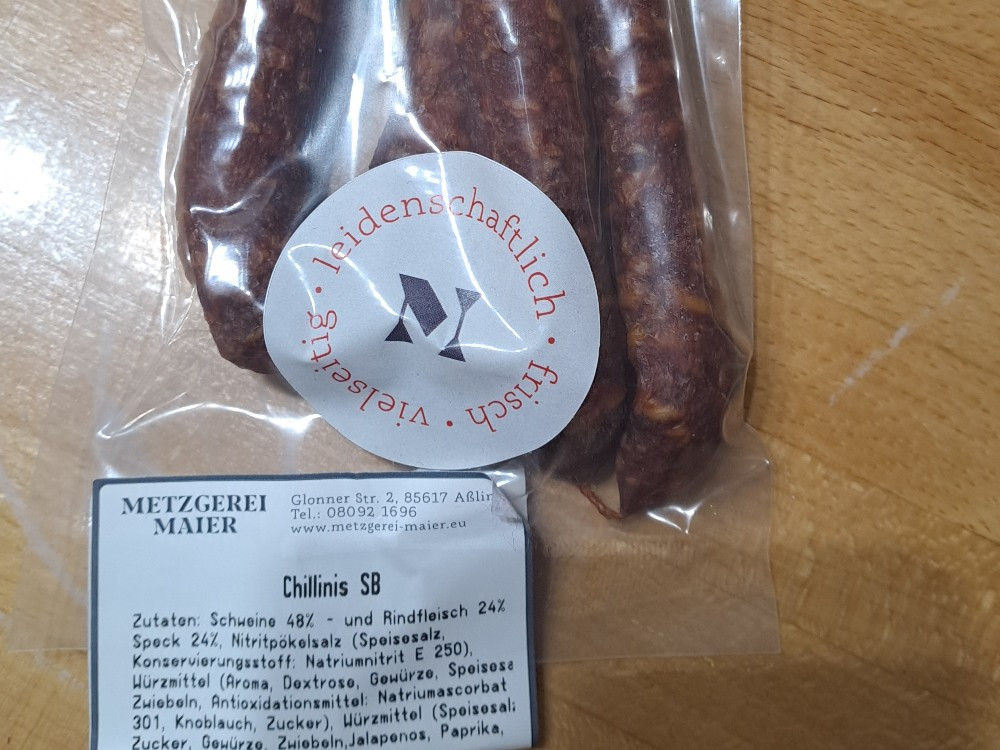 leidenschaftlich · frisch · vielseitig ·
METZGEREI
MAIER
Glonner Str. 2, 85617 Aßlin
Tel.: 08092 1696
www.metzgerei-maier.eu
Chillinis SB
Zutaten: Schweine 48% - und Rindfleisch 24%
Speck 24%, Nitritpökelsalz (Speisesalz,
Konservierungsstoff: Natriumnitrit E 250),
Würzmittel (Aroma, Dextrose, Gewürze, Speisesa
Zwiebeln, Antioxidationsmittel: Natriumascorbat
301, Knoblauch, Zucker), Würzmittel (Speisesal
Zucker, Gewürze, Zwiebeln,Jalapenos, Paprika,